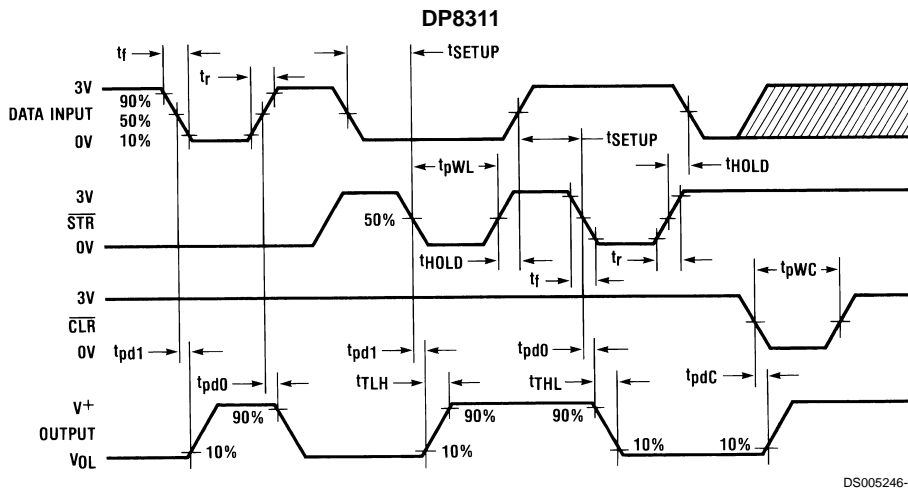 DP8311
tf
tr
tSETUP
3V
90%
DATA INPUT
50%
0V
10%
tSETUP
tpWL
tHOLD
3V
STR
50%
0V
tHOLD
tf
tr
tpWC
3V
CLR
0V
tpd1
tpd0
tpd1
tTLH
tpd0
tTHL
tpdC
V+
90%
90%
90%
OUTPUT
VOL
10%
10%
10%
10%
DS005246-